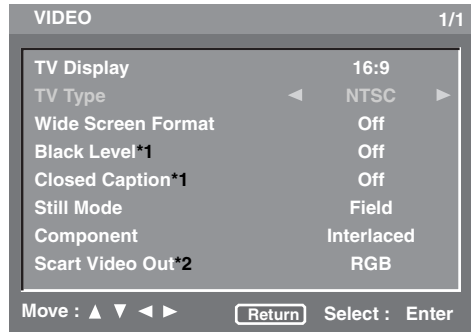 VIDEO 1/1
TV Display 16:9
TV Type ◄ NTSC ►
Wide Screen Format Off
Black Level*1 Off
Closed Caption*1 Off
Still Mode Field
Component Interlaced
Scart Video Out*2 RGB
Move : ▲ ▼ ◄ ► Return Select : Enter